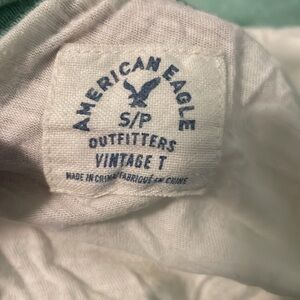 AMERICAN EAGLE
S/P
OUTFITTERS
VINTAGE T
MADE IN CHINA/FABRIQUÉ EN CHINE